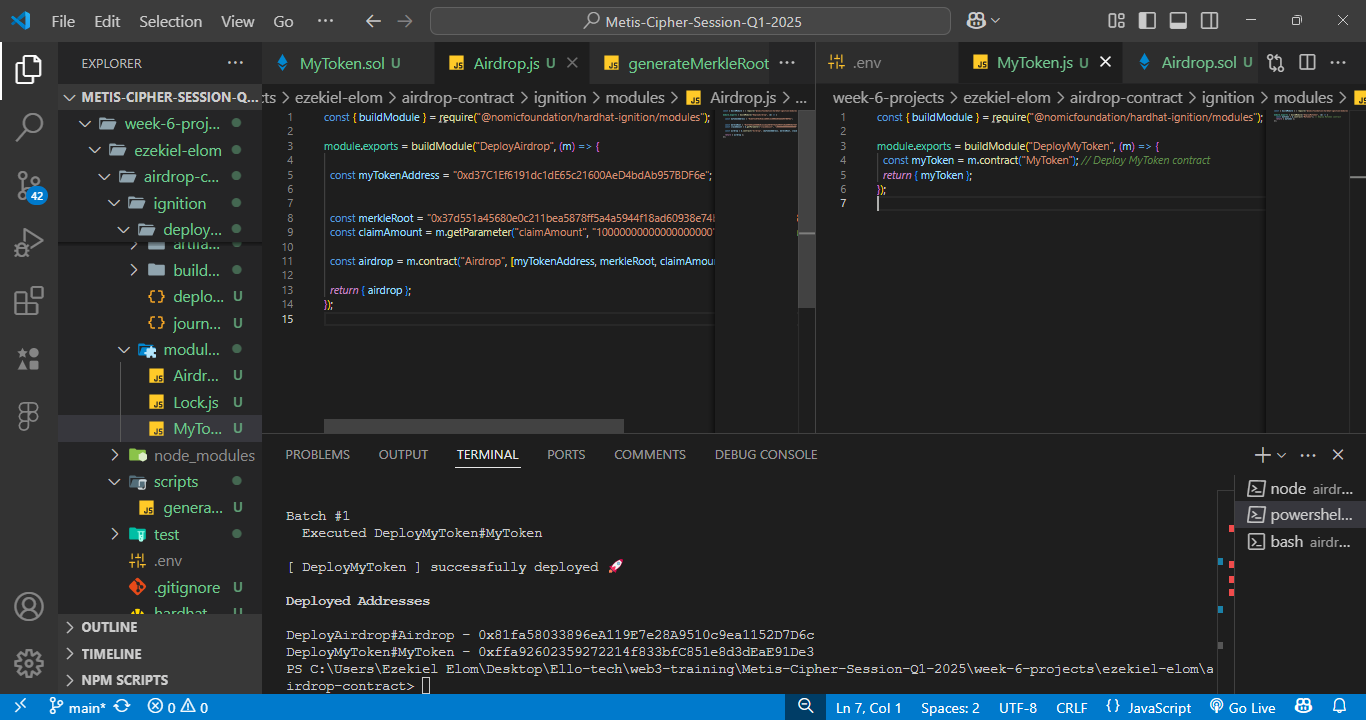 File Edit Selection View Go ··· Metis-Cipher-Session-Q1-2025
EXPLORER ···
METIS-CIPHER-SESSION-Q...
week-6-proj...
ezekiel-elom
airdrop-c...
ignition
deploy...
artifa...
build...
deplo... U
journ... U
modul...
Airdr... U
Lock.js U
MyTo... U
node_modules
scripts
genera... U
test
.env
.gitignore U
hardhat... U
OUTLINE
TIMELINE
NPM SCRIPTS
42
MyToken.sol U
Airdrop.js U
generateMerkleRoot ···
ts > ezekiel-elom > airdrop-contract > ignition > modules > Airdrop.js > ...
1 const { buildModule } = require("@nomicfoundation/hardhat-ignition/modules");
2
3 module.exports = buildModule("DeployAirdrop", (m) => {
4
5 const myTokenAddress = "0xd37C1Ef6191dc1dE65c21600AeD4bdAb957BDF6e";
6
7
8 const merkleRoot = "0x37d551a45680e0c211bea5878ff5a4a5944f18ad60938e74
9 const claimAmount = m.getParameter("claimAmount", "10000000000000000000"
10
11 const airdrop = m.contract("Airdrop", [myTokenAddress, merkleRoot, claimAmou
12
13 return { airdrop };
14 });
15
.env
MyToken.js U
Airdrop.sol U
week-6-projects > ezekiel-elom > airdrop-contract > ignition > modules >
1 const { buildModule } = require("@nomicfoundation/hardhat-ignition/modules");
2
3 module.exports = buildModule("DeployMyToken", (m) => {
4 const myToken = m.contract("MyToken"); // Deploy MyToken contract
5 return { myToken };
6 });
7
PROBLEMS OUTPUT TERMINAL PORTS COMMENTS DEBUG CONSOLE
Batch #1
Executed DeployMyToken#MyToken
[ DeployMyToken ] successfully deployed 🚀
Deployed Addresses
DeployAirdrop#Airdrop - 0x81fa58033896eA119E7e28A9510c9ea1152D7D6c
DeployMyToken#MyToken - 0xffa92602359272214f833bfC851e8d3dEaE91De3
PS C:\Users\Ezekiel Elom\Desktop\Ello-tech\web3-training\Metis-Cipher-Session-Q1-2025\week-6-projects\ezekiel-elom\a
irdrop-contract>
node airdr...
powershel...
bash airdr...
main* 0 0 Ln 7, Col 1 Spaces: 2 UTF-8 CRLF {} JavaScript Go Live